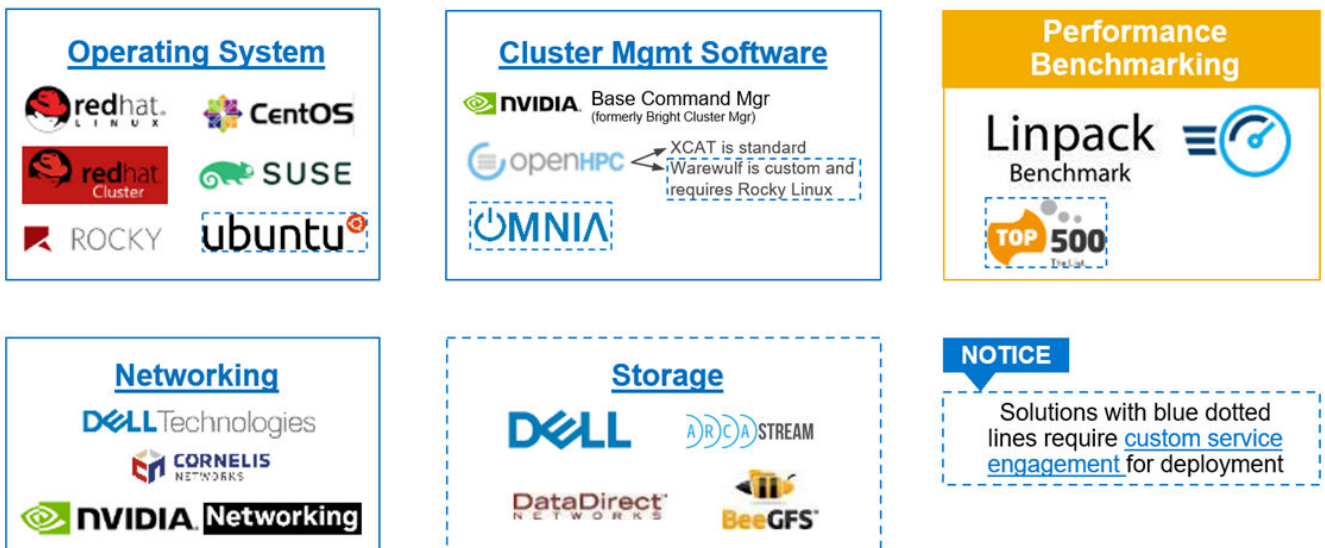 Operating System
redhat.
LINUX
CentOS
redhat
Cluster
SUSE
ROCKY
ubuntu
Cluster Mgmt Software
NVIDIA. Base Command Mgr
(formerly Bright Cluster Mgr)
openHPC
XCAT is standard
Warewulf is custom and
requires Rocky Linux
OMNIA
Performance
Benchmarking
Linpack
Benchmark
TOP 500
The List
Networking
DELLTechnologies
CORNELIS
NETWORKS
NVIDIA. Networking
Storage
DELL
ARCASTREAM
DataDirect
NETWORKS
BeeGFS
NOTICE
Solutions with blue dotted
lines require custom service
engagement for deployment